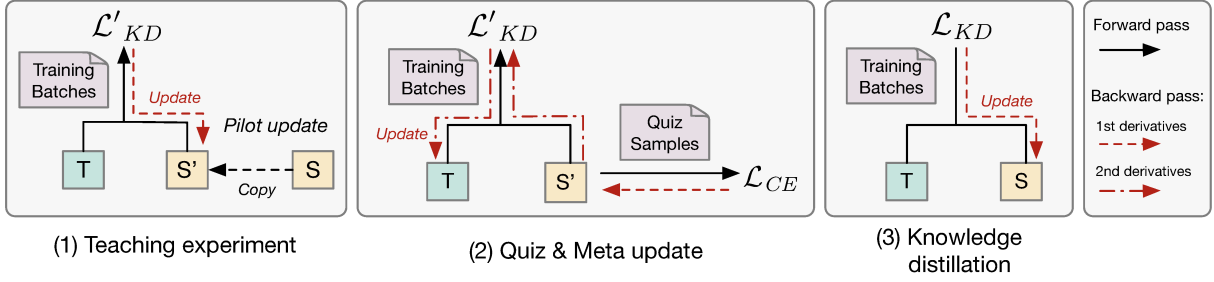 L'KD
Training
Batches
Update
Pilot update
T
S'
S
Copy
(1) Teaching experiment
L'KD
Training
Batches
Update
Quiz
Samples
T
S'
LCE
(2) Quiz & Meta update
LKD
Training
Batches
Update
T
S
(3) Knowledge
distillation
Forward pass
Backward pass:
1st derivatives
2nd derivatives